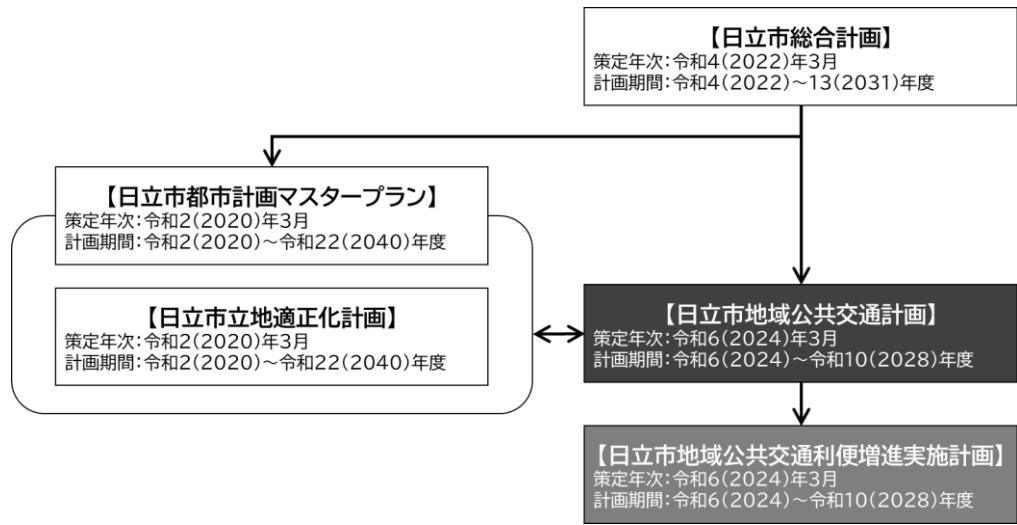 【日立市総合計画】
策定年次：令和4（2022）年3月
計画期間：令和4（2022）～13（2031）年度
【日立市都市計画マスタープラン】
策定年次：令和2（2020）年3月
計画期間：令和2（2020）～令和22（2040）年度
【日立市立地適正化計画】
策定年次：令和2（2020）年3月
計画期間：令和2（2020）～令和22（2040）年度
【日立市地域公共交通計画】
策定年次：令和6（2024）年3月
計画期間：令和6（2024）～令和10（2028）年度
【日立市地域公共交通利便増進実施計画】
策定年次：令和6（2024）年3月
計画期間：令和6（2024）～令和10（2028）年度